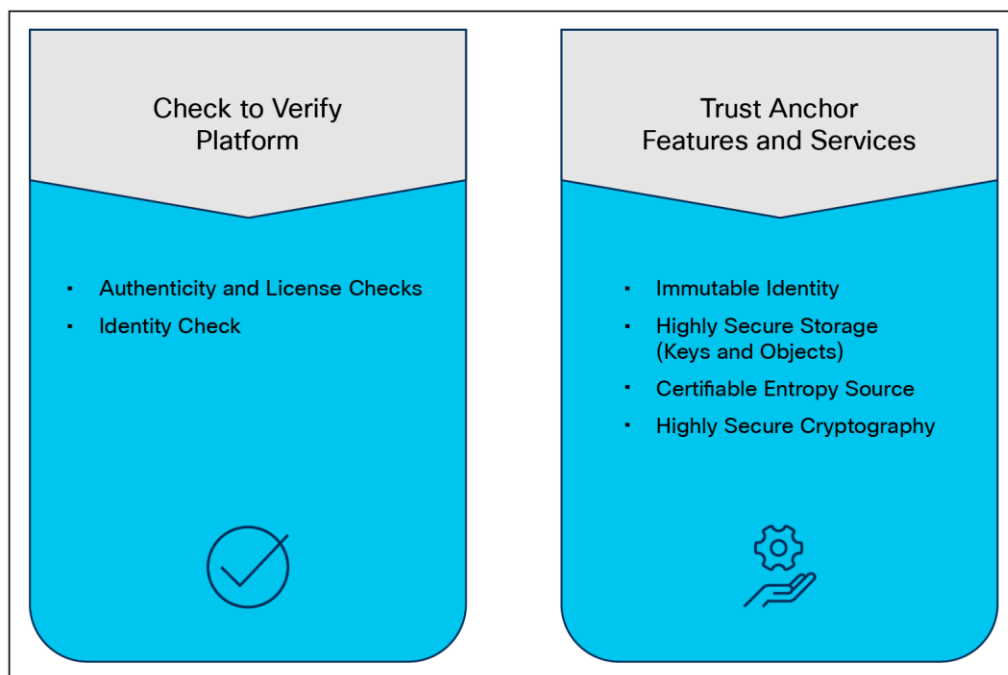 Check to Verify
Platform
▪ Authenticity and License Checks
▪ Identity Check
Trust Anchor
Features and Services
▪ Immutable Identity
▪ Highly Secure Storage
(Keys and Objects)
▪ Certifiable Entropy Source
▪ Highly Secure Cryptography